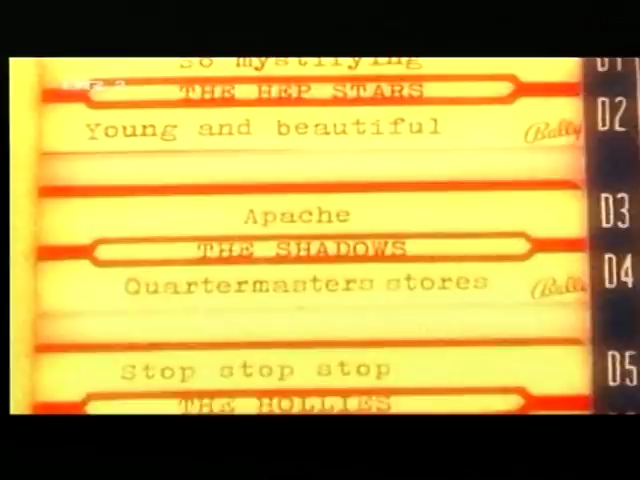 So mystifying
D1
THE HEP STARS
Young and beautiful
Bally
D2
Apache
D3
THE SHADOWS
Quartermasters stores
Bally
D4
Stop stop stop
D5
THE HOLLIES